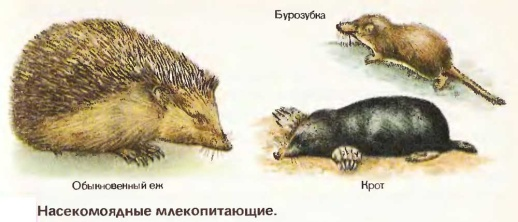 Бурозубка
Обыкновенный еж
Крот
Насекомоядные млекопитающие.